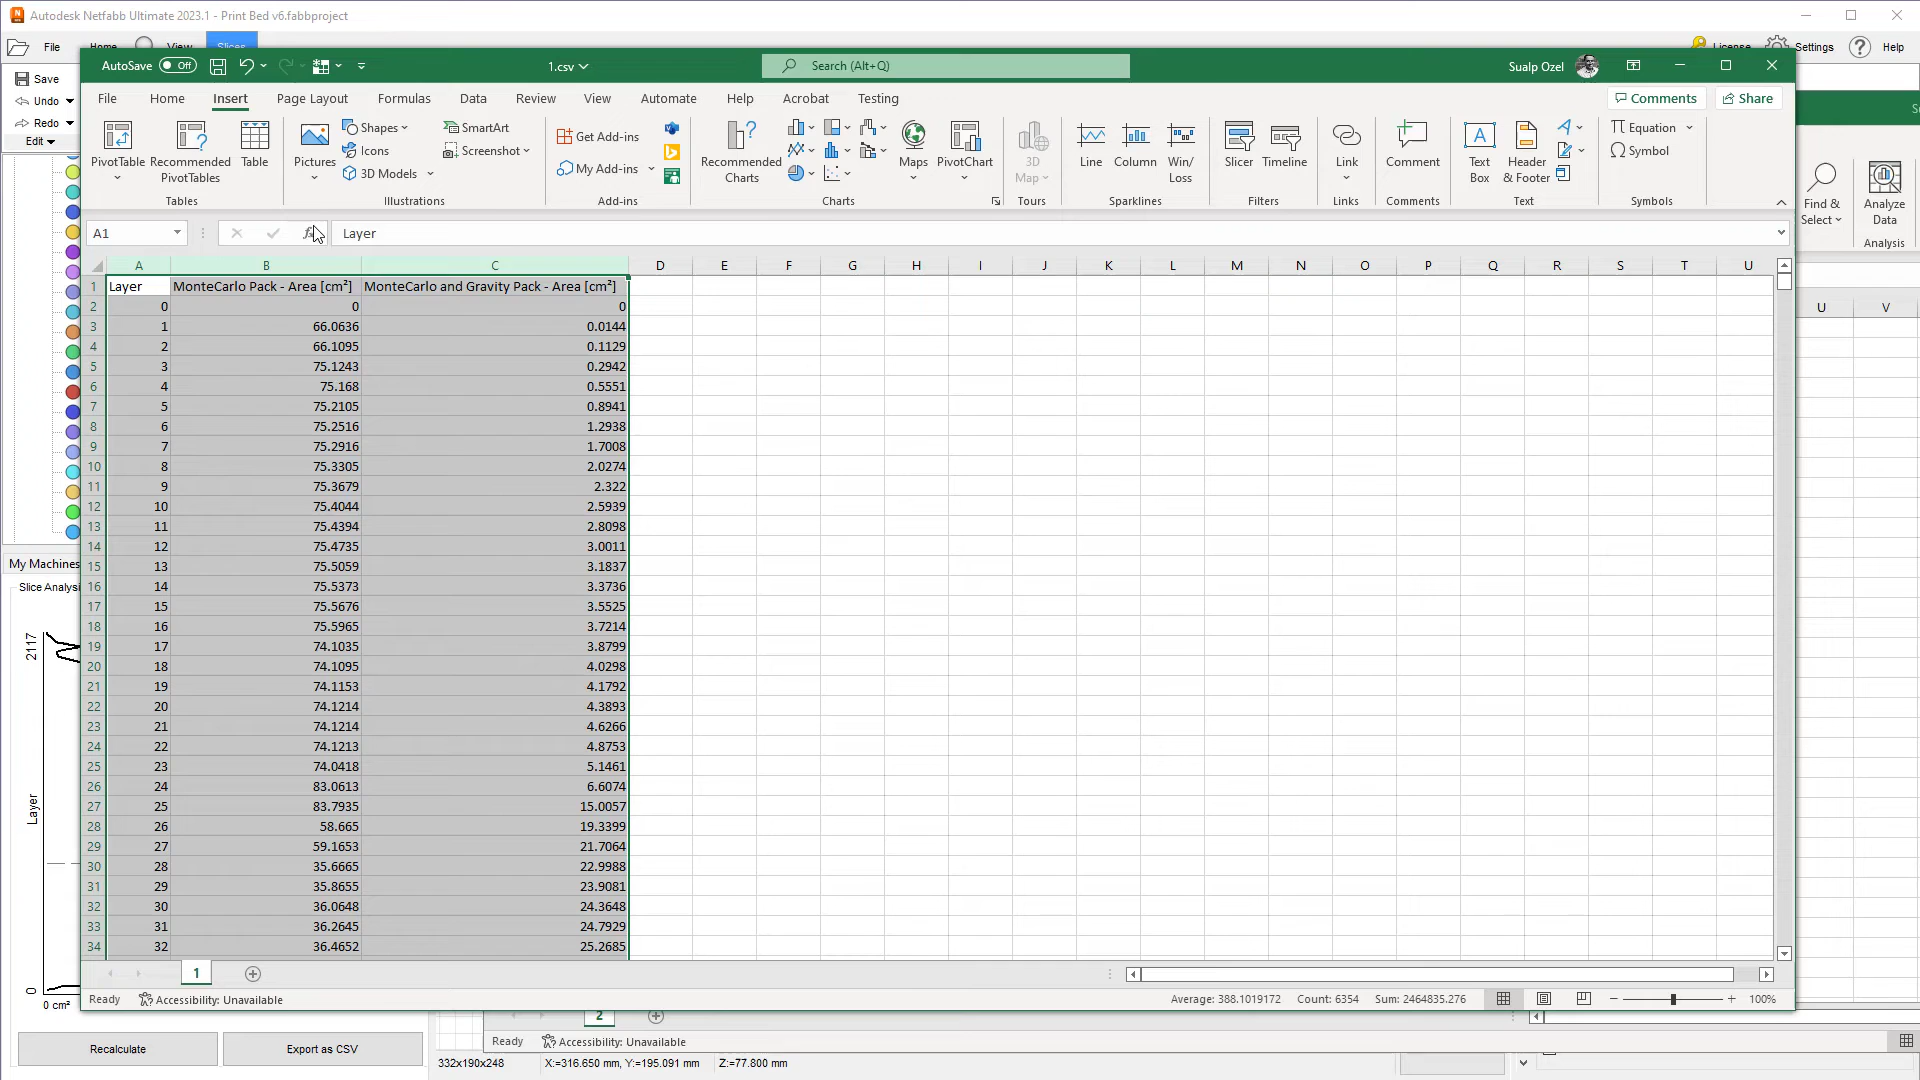 Autodesk Netfabb Ultimate 2023.1 - Print Bed v6.fabbproject
File Home View Slices License Settings Help
Save
Undo
Redo
Edit
AutoSave Off 1.csv Search (Alt+Q) Sualp Ozel
File Home Insert Page Layout Formulas Data Review View Automate Help Acrobat Testing Comments Share
PivotTable Recommended PivotTables Table Tables
Pictures Shapes Icons 3D Models SmartArt Screenshot Illustrations
Get Add-ins My Add-ins Add-ins
Recommended Charts Maps PivotChart Charts
3D Map Tours
Line Column Win/Loss Sparklines
Slicer Timeline Filters
Link Links
Comment Comments
Text Box Header & Footer Text
Equation Symbol Symbols
Find & Select Analyze Data Analysis
A1 Layer
A B C D E F G H I J K L M N O P Q R S T U
U V
1 Layer MonteCarlo Pack - Area [cm²] MonteCarlo and Gravity Pack - Area [cm²]
2 0 0 0
3 1 66.0636 0.0144
4 2 66.1095 0.1129
5 3 75.1243 0.2942
6 4 75.168 0.5551
7 5 75.2105 0.8941
8 6 75.2516 1.2938
9 7 75.2916 1.7008
10 8 75.3305 2.0274
11 9 75.3679 2.322
12 10 75.4044 2.5939
13 11 75.4394 2.8098
14 12 75.4735 3.0011
15 13 75.5059 3.1837
16 14 75.5373 3.3736
17 15 75.5676 3.5525
18 16 75.5965 3.7214
19 17 74.1035 3.8799
20 18 74.1095 4.0298
21 19 74.1153 4.1792
22 20 74.1214 4.3893
23 21 74.1214 4.6266
24 22 74.1213 4.8753
25 23 74.0418 5.1461
26 24 83.0613 6.6074
27 25 83.7935 15.0057
28 26 58.665 19.3399
29 27 59.1653 21.7064
30 28 35.6665 22.9988
31 29 35.8655 23.9081
32 30 36.0648 24.3648
33 31 36.2645 24.7929
34 32 36.4652 25.2685
1
Ready Accessibility: Unavailable Average: 388.1019172 Count: 6354 Sum: 2464835.276 100%
My Machines
Slice Analysi
2117
Layer
0
0 cm²
Recalculate Export as CSV
2
Ready Accessibility: Unavailable
332x190x248 X=316.650 mm, Y=195.091 mm Z=77.800 mm